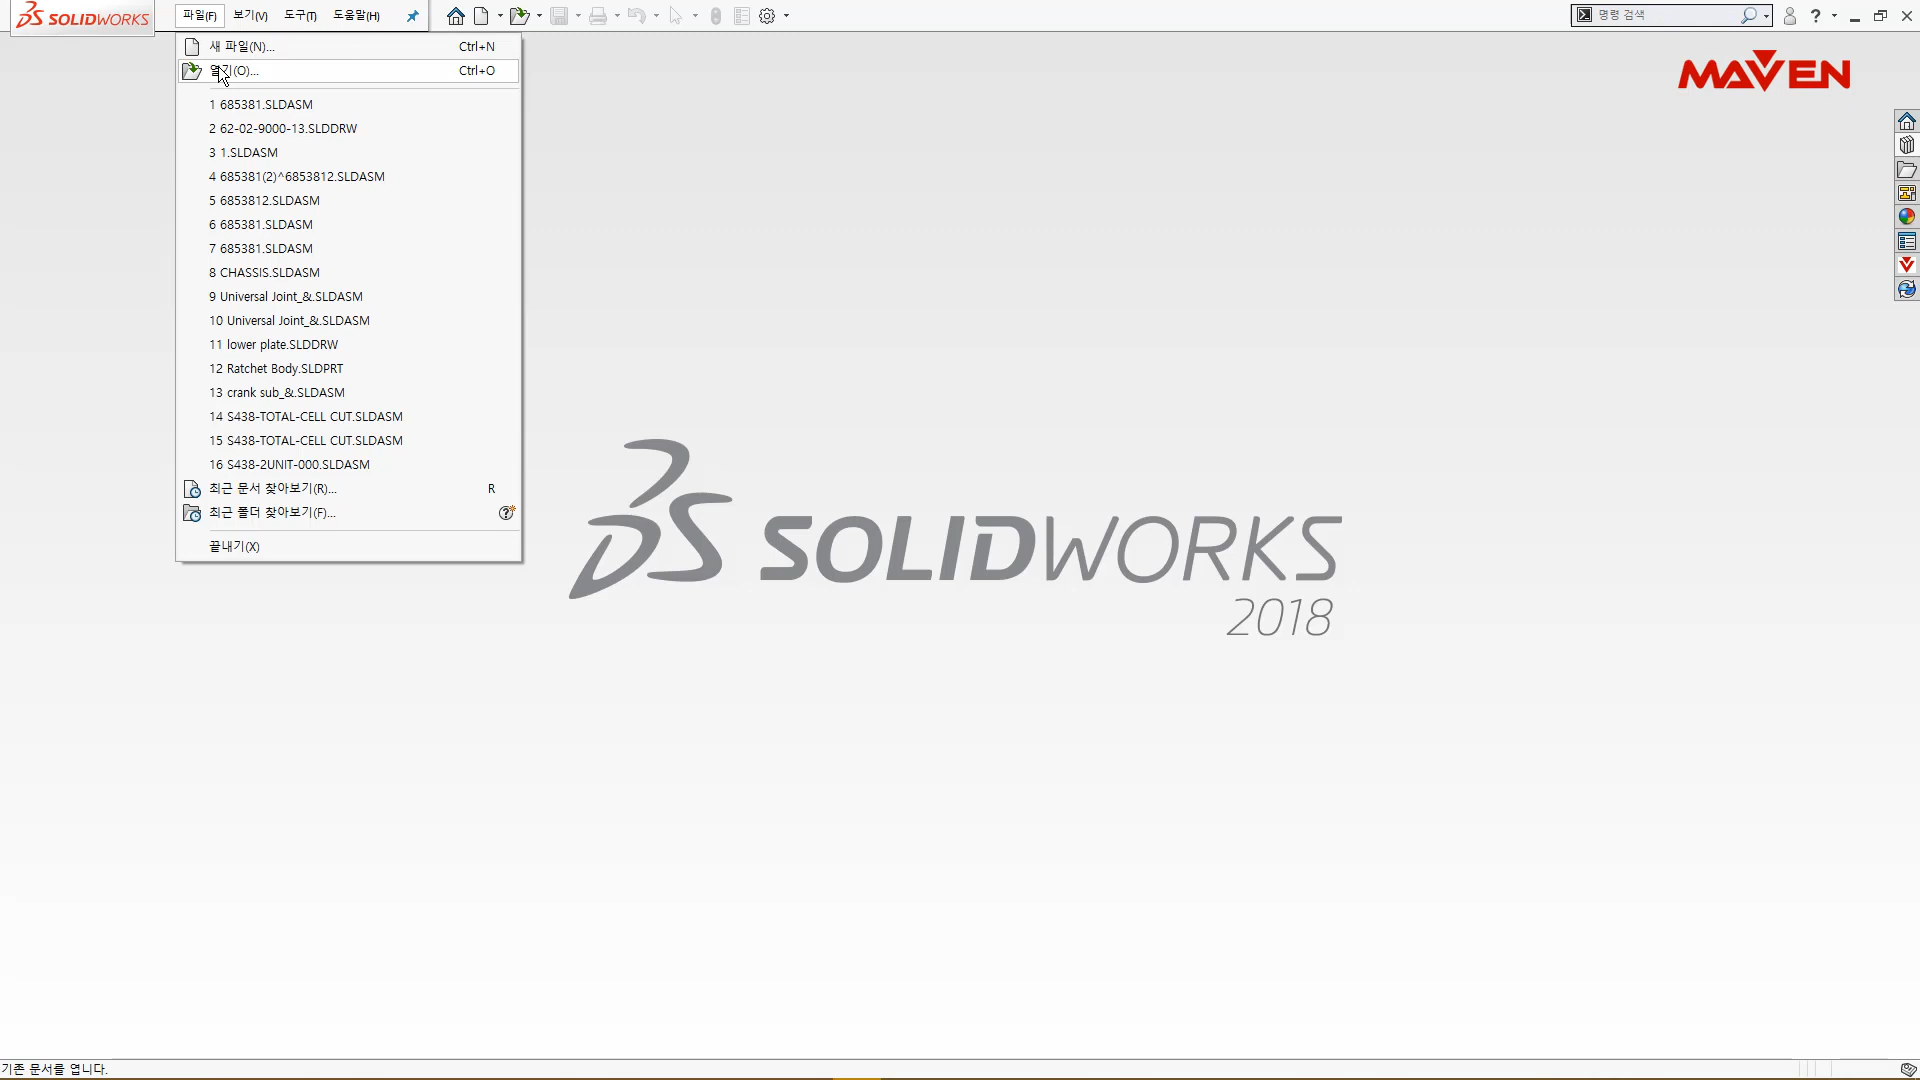 SOLIDWORKS
파일(F) 보기(V) 도구(T) 도움말(H)
명령 검색
MAVEN
새 파일(N)... Ctrl+N
열기(O)... Ctrl+O
1 685381.SLDASM
2 62-02-9000-13.SLDDRW
3 1.SLDASM
4 685381(2)^6853812.SLDASM
5 6853812.SLDASM
6 685381.SLDASM
7 685381.SLDASM
8 CHASSIS.SLDASM
9 Universal Joint_&.SLDASM
10 Universal Joint_&.SLDASM
11 lower plate.SLDDRW
12 Ratchet Body.SLDPRT
13 crank sub_&.SLDASM
14 S438-TOTAL-CELL CUT.SLDASM
15 S438-TOTAL-CELL CUT.SLDASM
16 S438-2UNIT-000.SLDASM
최근 문서 찾아보기(R)... R
최근 폴더 찾아보기(F)...
끝내기(X)
SOLIDWORKS
2018
기존 문서를 엽니다.